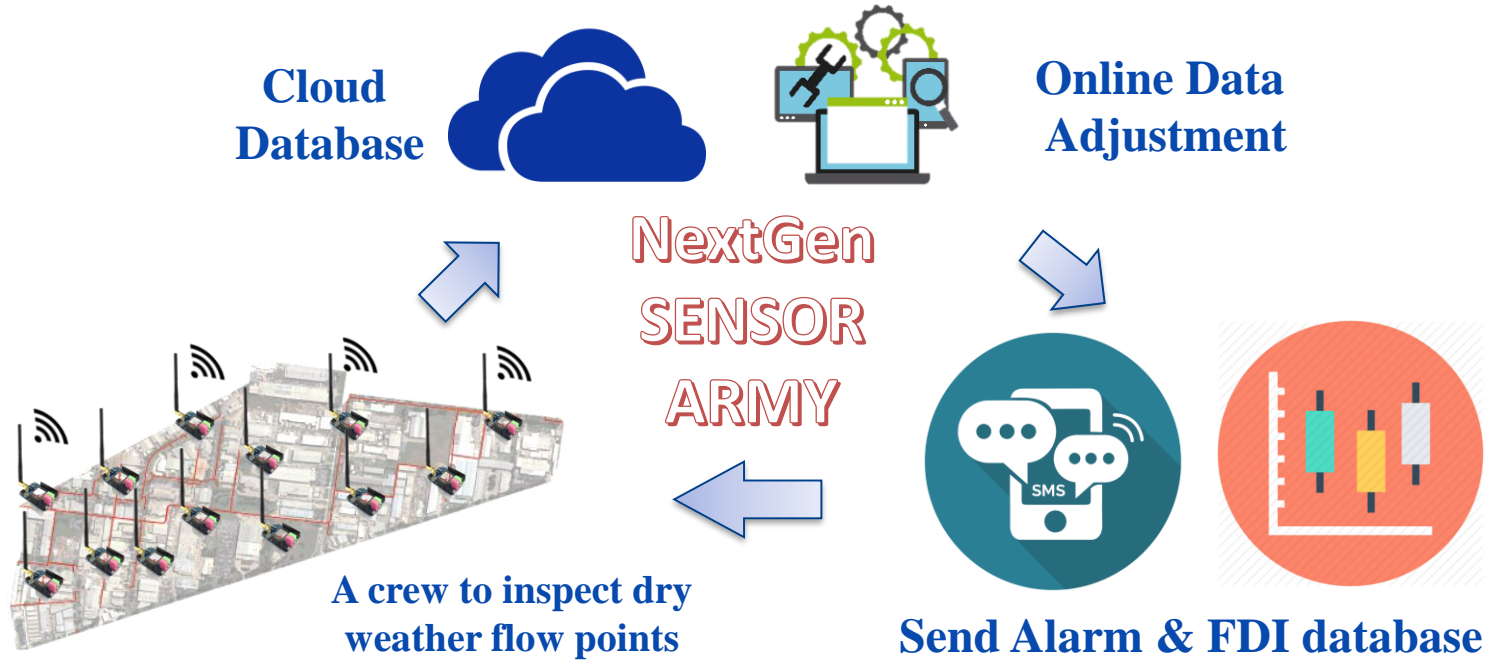 Cloud
Database
Online Data
Adjustment
NextGen
SENSOR
ARMY
SMS
A crew to inspect dry
weather flow points
Send Alarm & FDI database